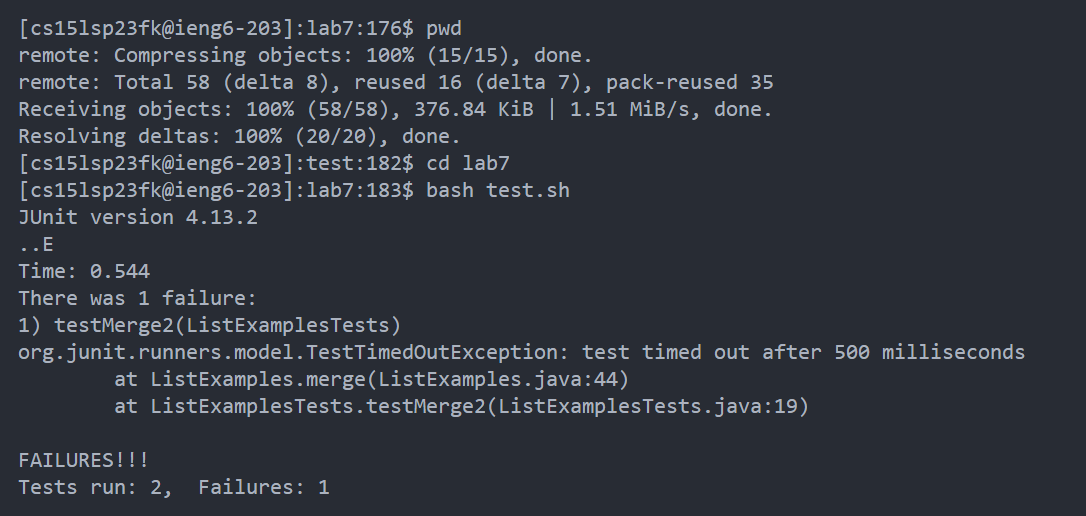 [cs15lsp23fk@ieng6-203]:lab7:176$ pwd
remote: Compressing objects: 100% (15/15), done.
remote: Total 58 (delta 8), reused 16 (delta 7), pack-reused 35
Receiving objects: 100% (58/58), 376.84 KiB | 1.51 MiB/s, done.
Resolving deltas: 100% (20/20), done.
[cs15lsp23fk@ieng6-203]:test:182$ cd lab7
[cs15lsp23fk@ieng6-203]:lab7:183$ bash test.sh
JUnit version 4.13.2
..E
Time: 0.544
There was 1 failure:
1) testMerge2(ListExamplesTests)
org.junit.runners.model.TestTimedOutException: test timed out after 500 milliseconds
        at ListExamples.merge(ListExamples.java:44)
        at ListExamplesTests.testMerge2(ListExamplesTests.java:19)
FAILURES!!!
Tests run: 2,  Failures: 1